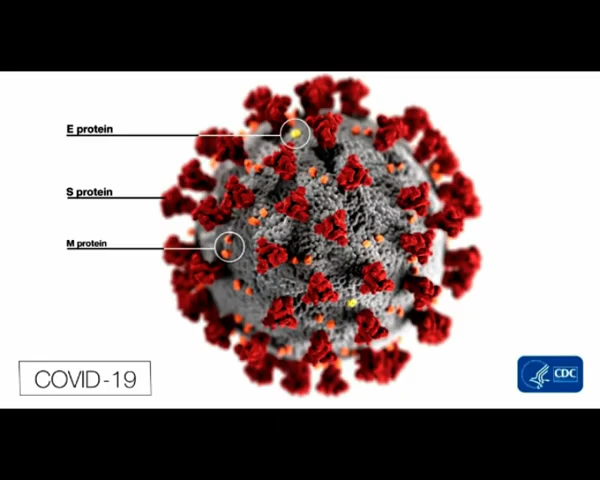 E protein
S protein
M protein
COVID-19
CDC